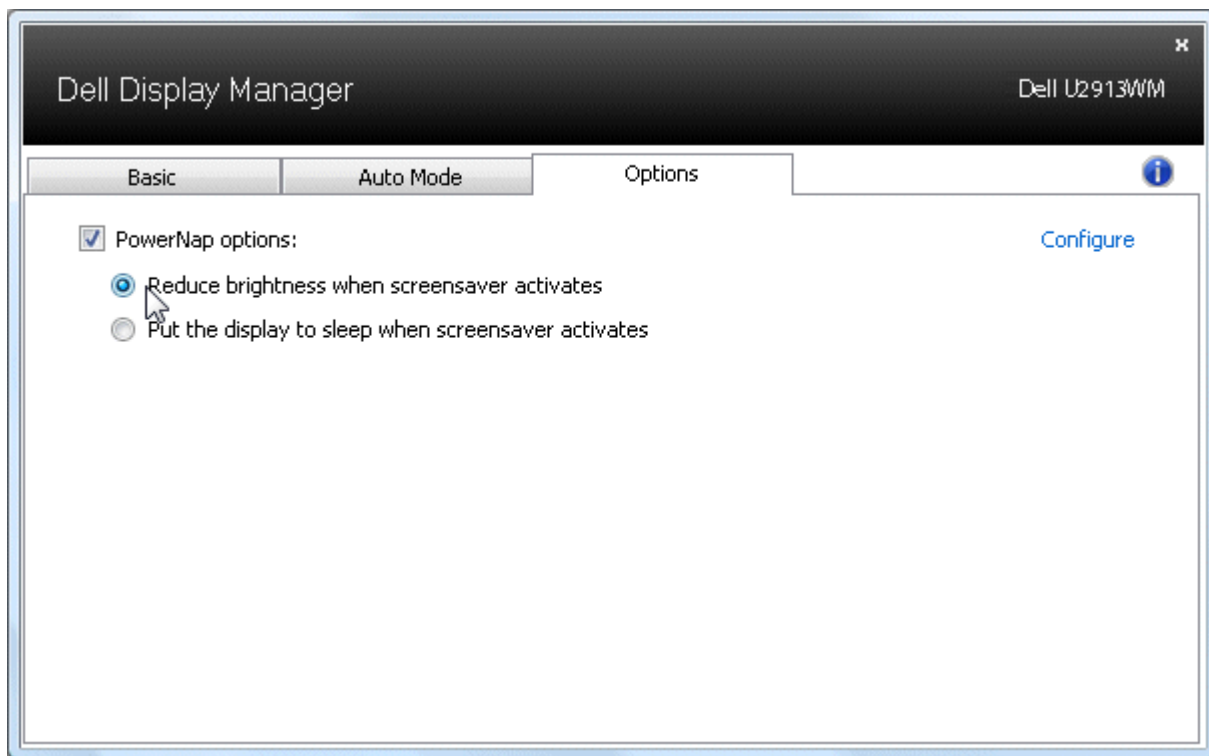 Dell Display Manager
Dell U2913WM
Basic
Auto Mode
Options
PowerNap options:
Configure
Reduce brightness when screensaver activates
Put the display to sleep when screensaver activates